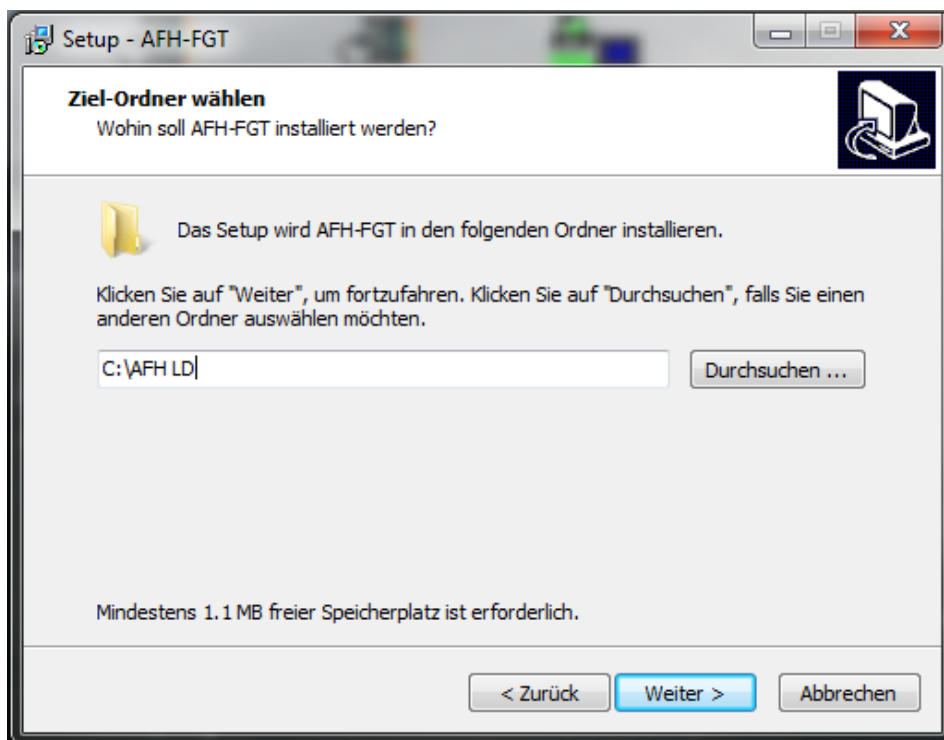 Setup - AFH-FGT
Ziel-Ordner wählen
Wohin soll AFH-FGT installiert werden?
Das Setup wird AFH-FGT in den folgenden Ordner installieren.
Klicken Sie auf "Weiter", um fortzufahren. Klicken Sie auf "Durchsuchen", falls Sie einen
anderen Ordner auswählen möchten.
C:\AFH LD
Durchsuchen ...
Mindestens 1.1 MB freier Speicherplatz ist erforderlich.
< Zurück
Weiter >
Abbrechen